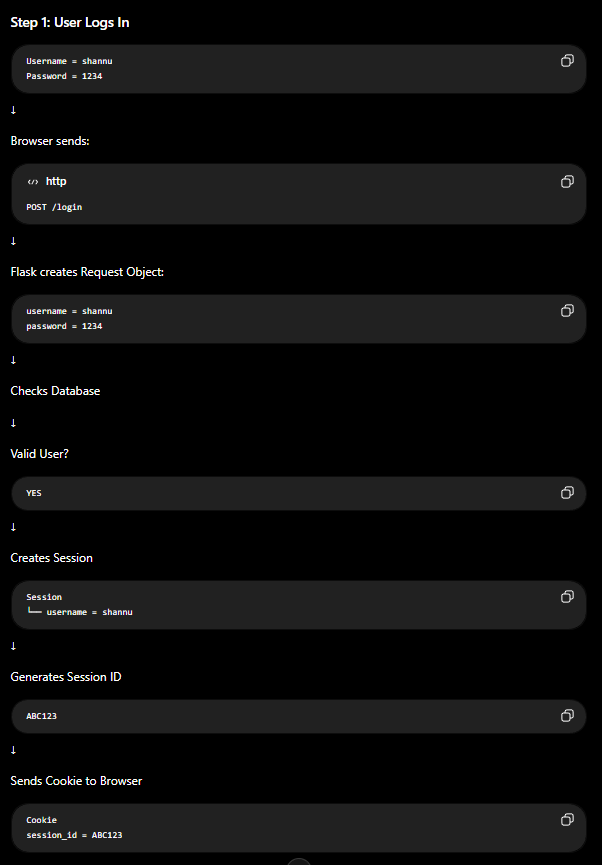 Step 1: User Logs In
Username = shannu
Password = 1234
↓
Browser sends:
</> http
POST /login
↓
Flask creates Request Object:
username = shannu
password = 1234
↓
Checks Database
↓
Valid User?
YES
↓
Creates Session
Session
└── username = shannu
↓
Generates Session ID
ABC123
↓
Sends Cookie to Browser
Cookie
session_id = ABC123